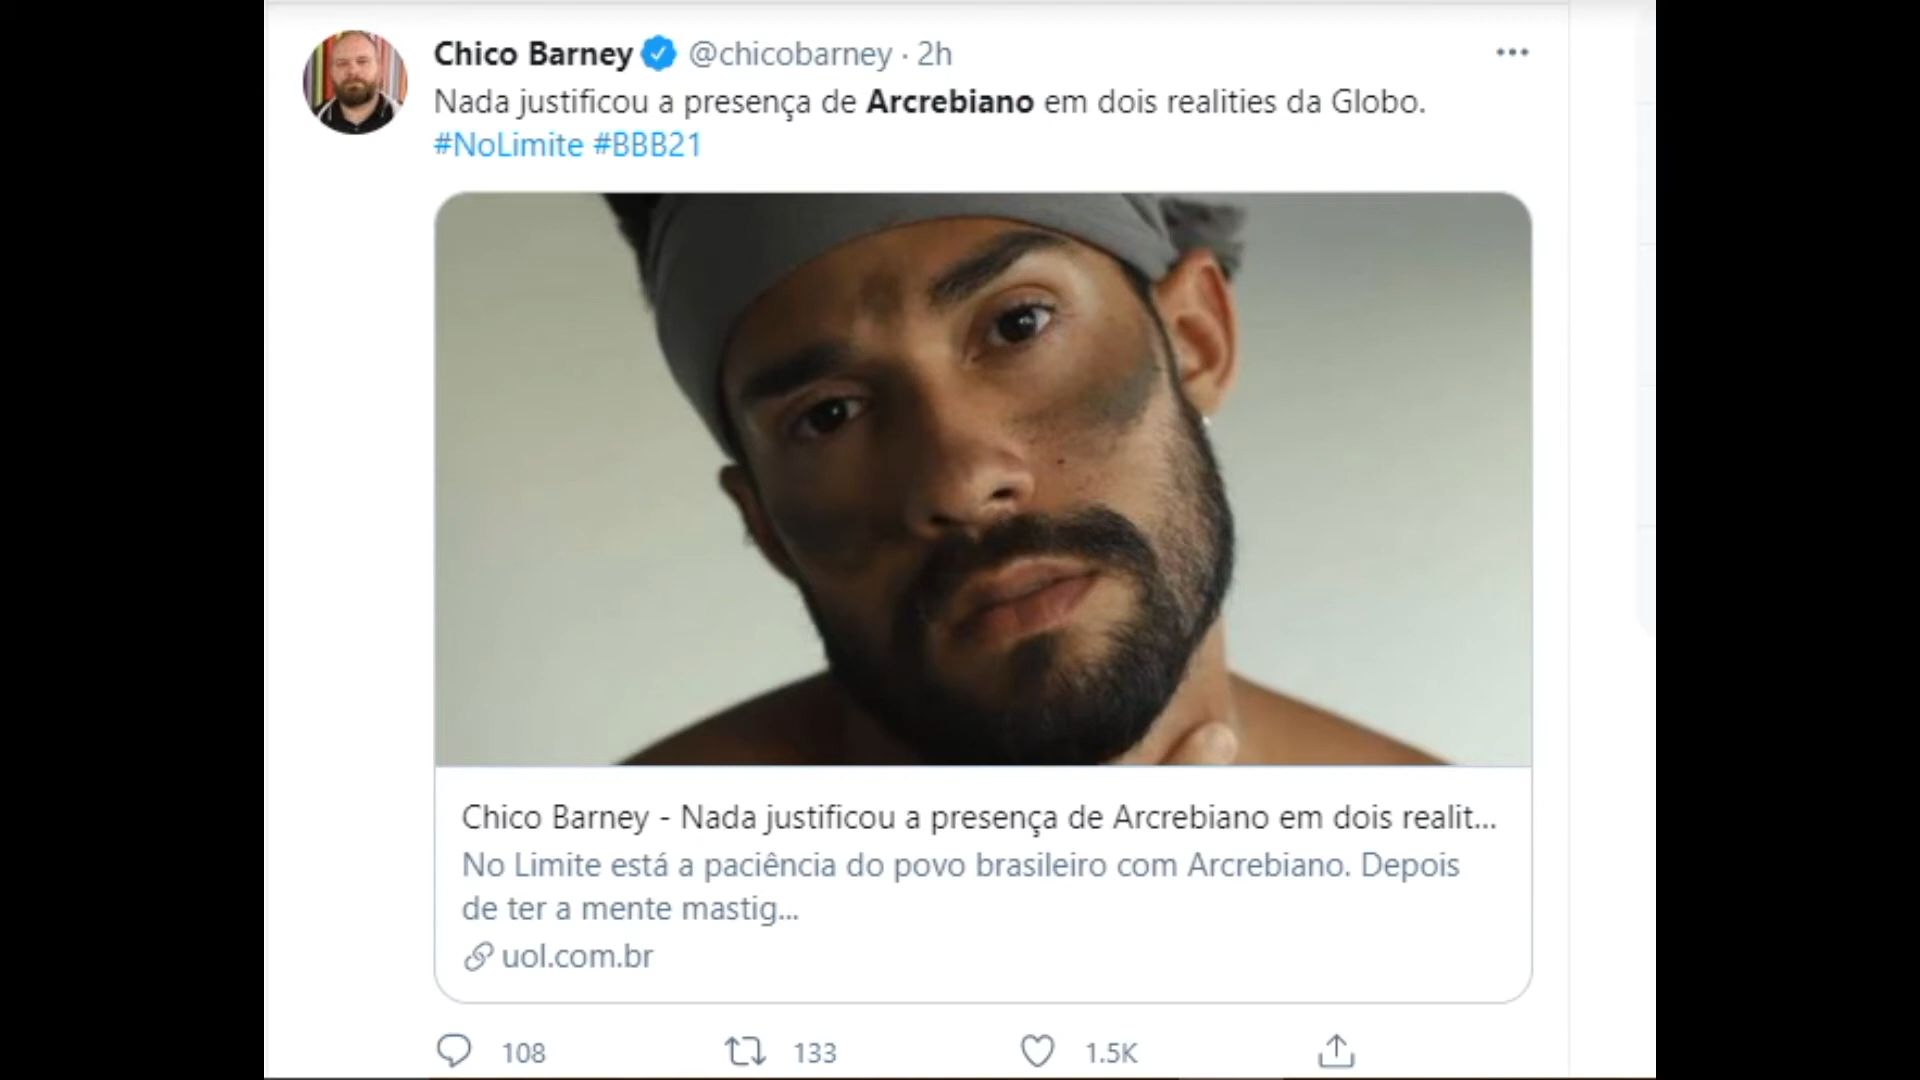 Chico Barney @chicobarney · 2h
Nada justificou a presença de Arcrebiano em dois realities da Globo.
#NoLimite #BBB21
Chico Barney - Nada justificou a presença de Arcrebiano em dois realit...
No Limite está a paciência do povo brasileiro com Arcrebiano. Depois
de ter a mente mastig...
uol.com.br
108 133 1.5K